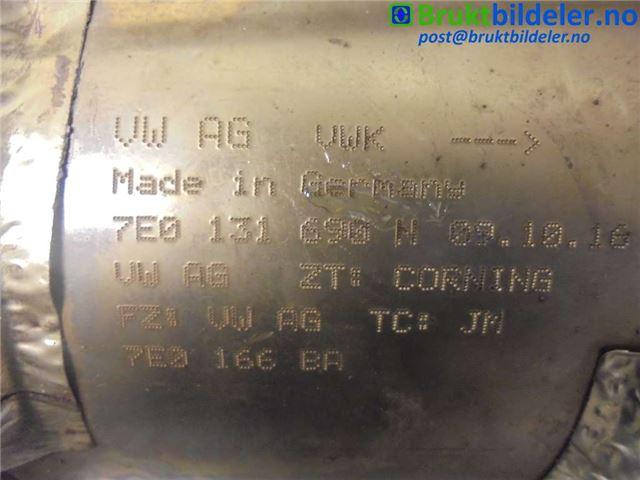 Bruktbildeler.no
post@bruktbildeler.no
VW AG VWK --->
Made in Germany
7E0 131 690 N 09.10.16
VW AG ZT: CORNING
FZ: VW AG TC: JM
7E0 166 BA